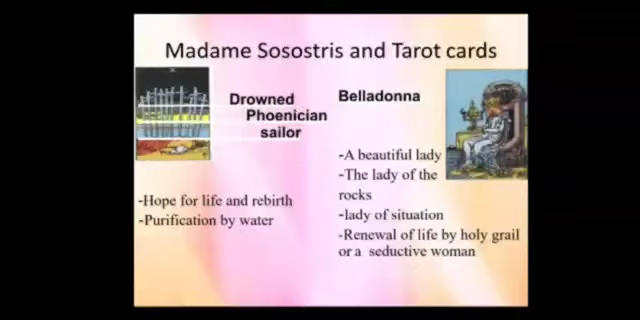 Madame Sosostris and Tarot cards
Drowned
Phoenician
sailor
-Hope for life and rebirth
-Purification by water
Belladonna
-A beautiful lady
-The lady of the
rocks
-lady of situation
-Renewal of life by holy grail
or a seductive woman